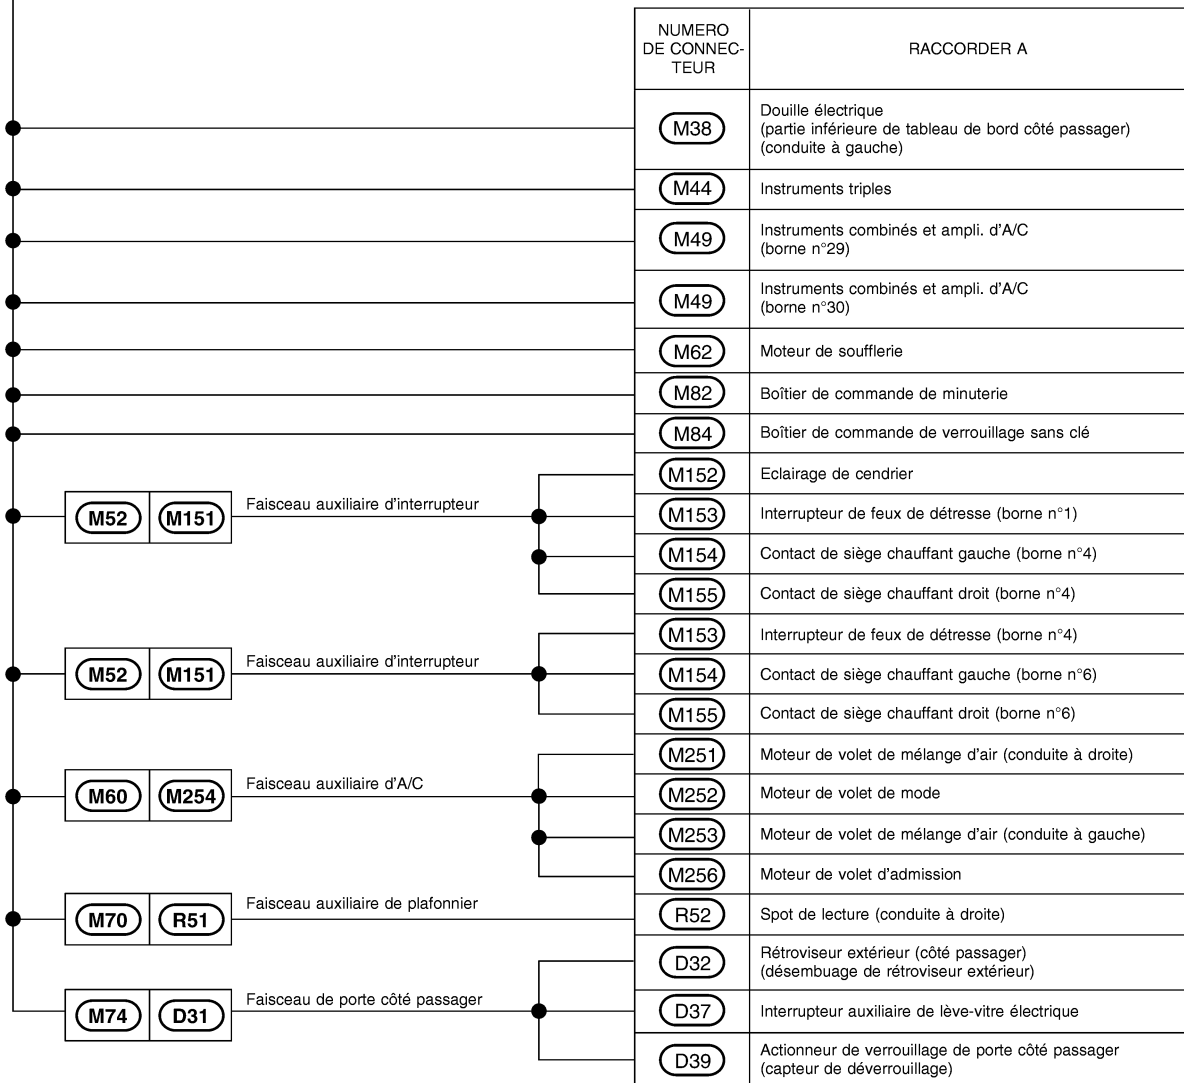 NUMERO
DE CONNEC-
TEUR
RACCORDER A
M38
Douille électrique
(partie inférieure de tableau de bord côté passager)
(conduite à gauche)
M44
Instruments triples
M49
Instruments combinés et ampli. d'A/C
(borne n°29)
M49
Instruments combinés et ampli. d'A/C
(borne n°30)
M62
Moteur de soufflerie
M82
Boîtier de commande de minuterie
M84
Boîtier de commande de verrouillage sans clé
M52 M151 Faisceau auxiliaire d'interrupteur
M152
Eclairage de cendrier
M153
Interrupteur de feux de détresse (borne n°1)
M154
Contact de siège chauffant gauche (borne n°4)
M155
Contact de siège chauffant droit (borne n°4)
M52 M151 Faisceau auxiliaire d'interrupteur
M153
Interrupteur de feux de détresse (borne n°4)
M154
Contact de siège chauffant gauche (borne n°6)
M155
Contact de siège chauffant droit (borne n°6)
M60 M254 Faisceau auxiliaire d'A/C
M251
Moteur de volet de mélange d'air (conduite à droite)
M252
Moteur de volet de mode
M253
Moteur de volet de mélange d'air (conduite à gauche)
M256
Moteur de volet d'admission
M70 R51 Faisceau auxiliaire de plafonnier
R52
Spot de lecture (conduite à droite)
M74 D31 Faisceau de porte côté passager
D32
Rétroviseur extérieur (côté passager)
(désembuage de rétroviseur extérieur)
D37
Interrupteur auxiliaire de lève-vitre électrique
D39
Actionneur de verrouillage de porte côté passager
(capteur de déverrouillage)